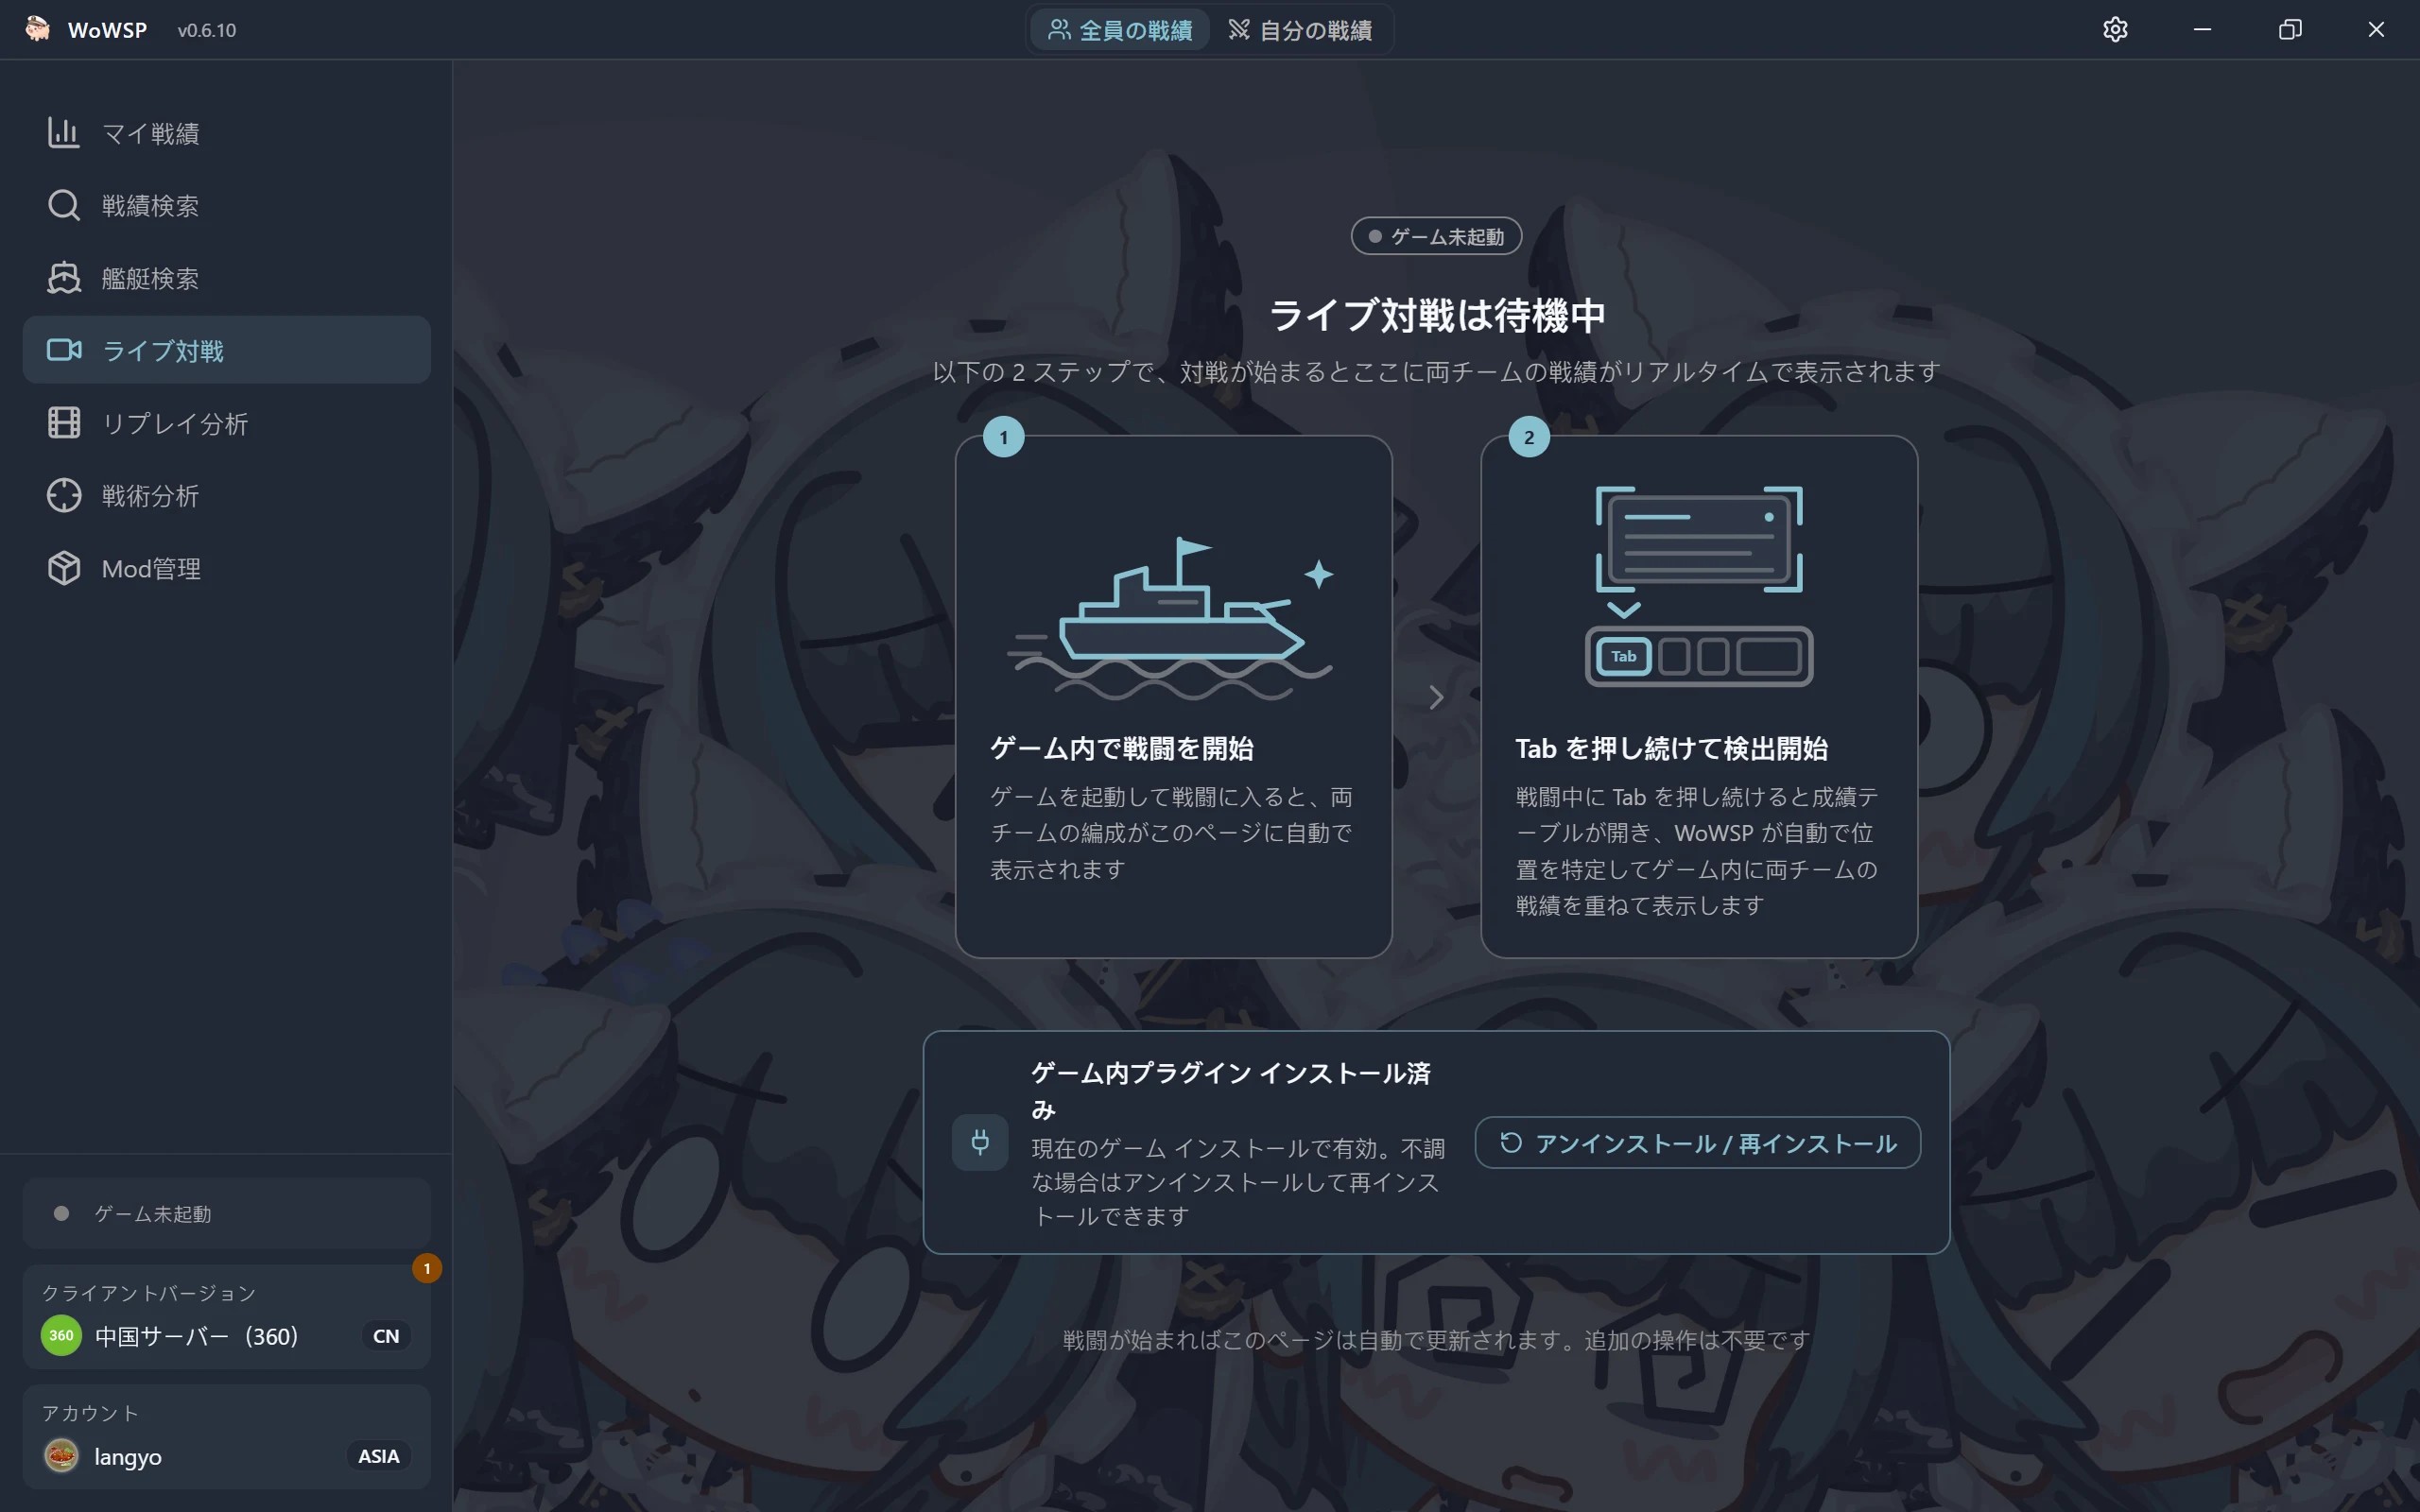 WoWSP v0.6.10
全員の戦績 自分の戦績
マイ戦績
戦績検索
艦艇検索
ライブ対戦
リプレイ分析
戦術分析
Mod管理
ゲーム未起動
ライブ対戦は待機中
以下の 2 ステップで、対戦が始まるとここに両チームの戦績がリアルタイムで表示されます
1
ゲーム内で戦闘を開始
ゲームを起動して戦闘に入ると、両
チームの編成がこのページに自動で
表示されます
2
Tab
Tab を押し続けて検出開始
戦闘中に Tab を押し続けると成績テ
ーブルが開き、WoWSP が自動で位
置を特定してゲーム内に両チームの
戦績を重ねて表示します
ゲーム内プラグイン インストール済
み
現在のゲーム インストールで有効。不調
な場合はアンインストールして再インス
トールできます
アンインストール / 再インストール
戦闘が始まればこのページは自動で更新されます。追加の操作は不要です
ゲーム未起動
1
クライアントバージョン
360 中国サーバー（360） CN
アカウント
langyo ASIA